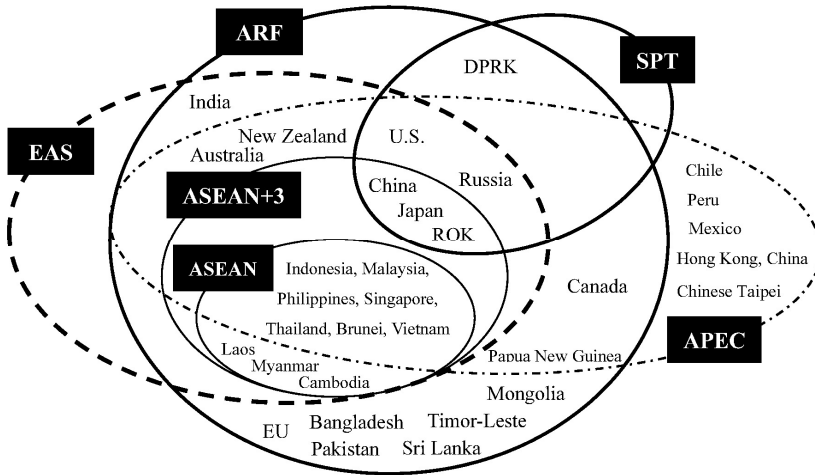 ARF
SPT
DPRK
India
EAS
New Zealand
U.S.
Australia
Chile
ASEAN+3
China
Russia
Peru
Japan
Mexico
ROK
ASEAN
Indonesia, Malaysia,
Hong Kong, China
Philippines, Singapore,
Canada
Chinese Taipei
Thailand, Brunei, Vietnam
APEC
Laos
Myanmar
Papua New Guinea
Cambodia
Mongolia
EU
Bangladesh
Timor-Leste
Pakistan
Sri Lanka